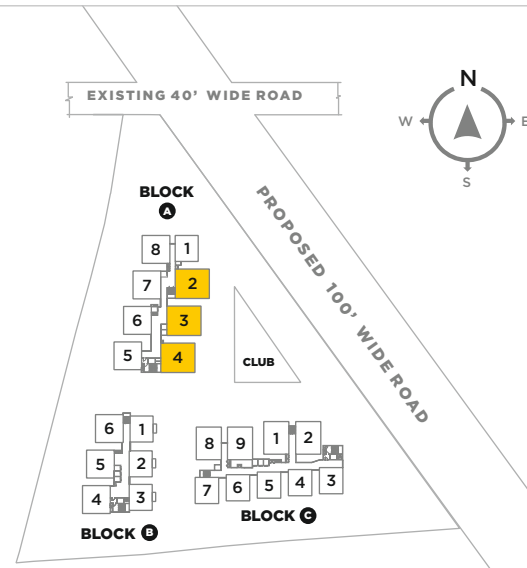 EXISTING 40' WIDE ROAD
N
W
E
S
PROPOSED 100' WIDE ROAD
BLOCK
A
8 1
7 2
6 3
5 4
CLUB
6 1
5 2
4 3
BLOCK B
8 9 1 2
7 6 5 4 3
BLOCK C